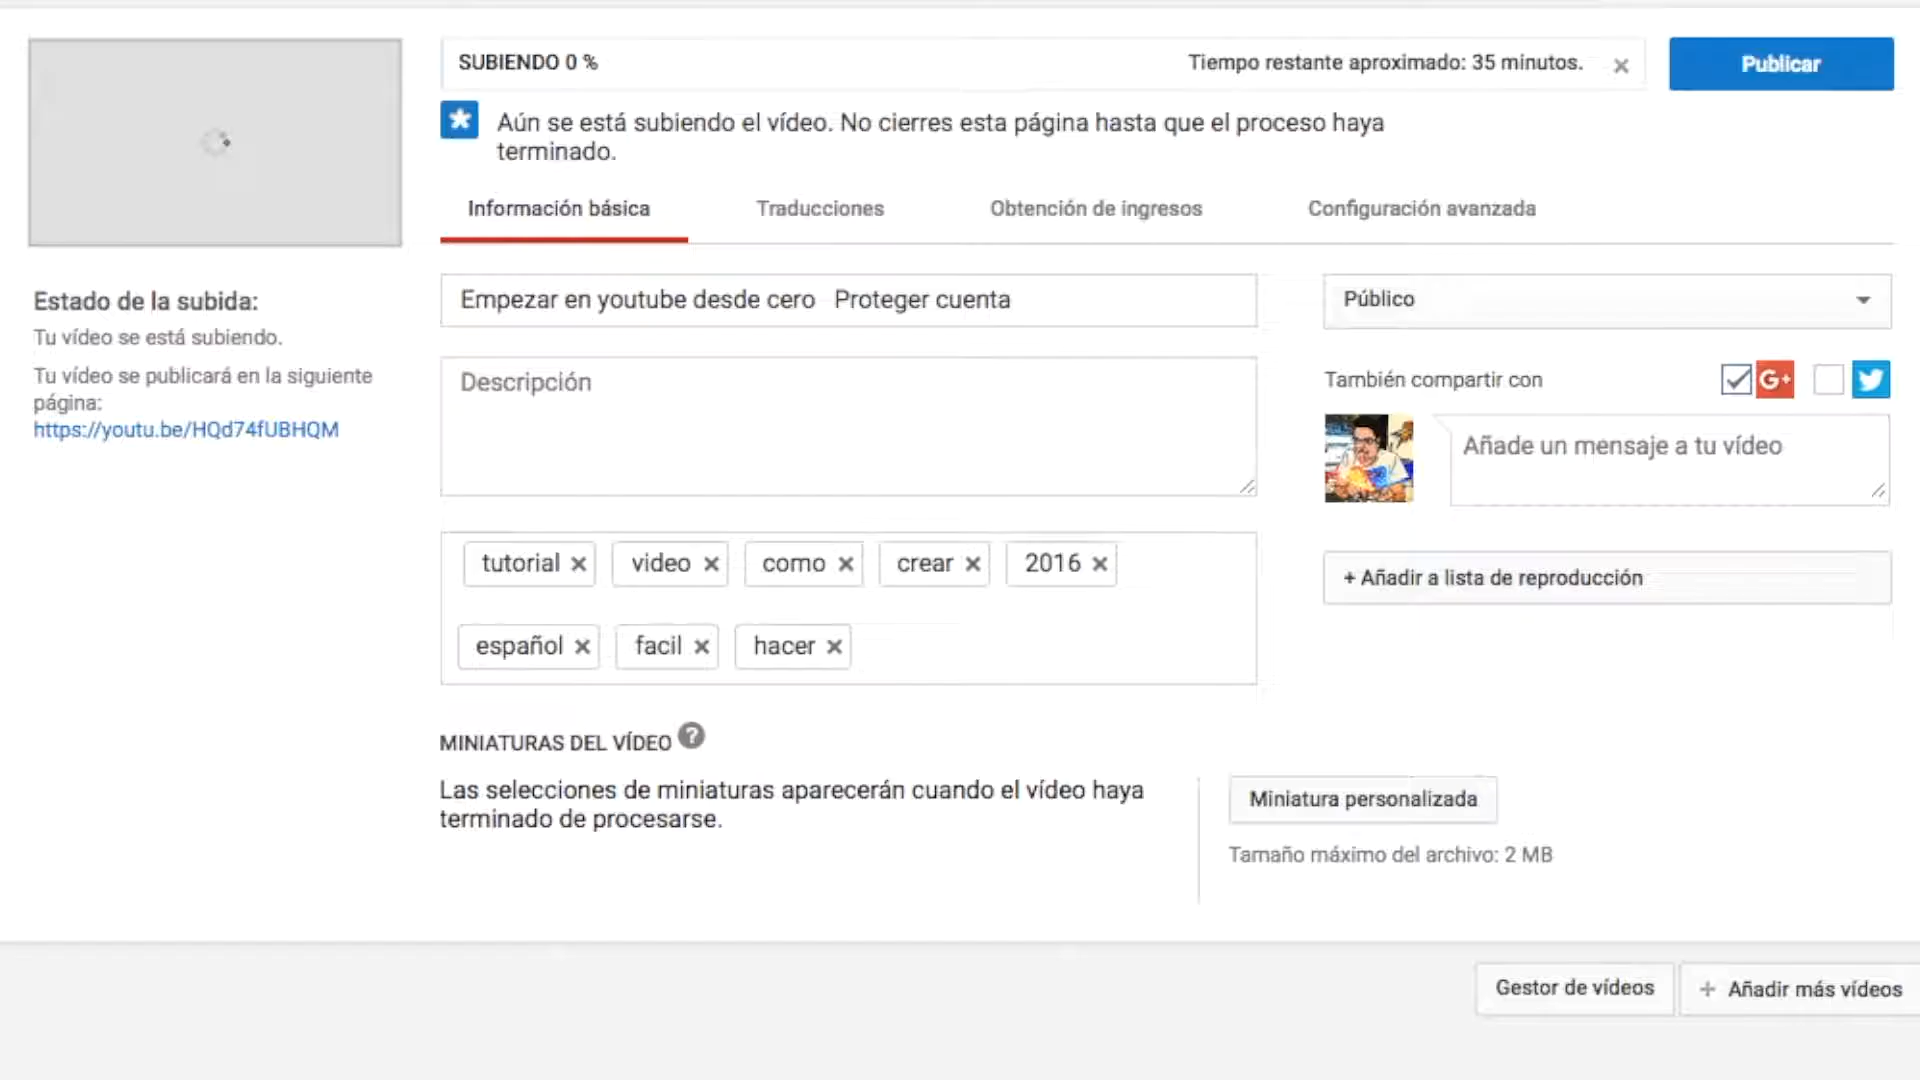 SUBIENDO 0 %
Tiempo restante aproximado: 35 minutos.
Publicar
Aún se está subiendo el vídeo. No cierres esta página hasta que el proceso haya
terminado.
Información básica
Traducciones
Obtención de ingresos
Configuración avanzada
Estado de la subida:
Tu vídeo se está subiendo.
Tu vídeo se publicará en la siguiente
página:
https://youtu.be/HQd74fUBHQM
Empezar en youtube desde cero   Proteger cuenta
Descripción
tutorial
video
como
crear
2016
español
facil
hacer
Público
También compartir con
G+
Añade un mensaje a tu vídeo
+ Añadir a lista de reproducción
MINIATURAS DEL VÍDEO ?
Las selecciones de miniaturas aparecerán cuando el vídeo haya
terminado de procesarse.
Miniatura personalizada
Tamaño máximo del archivo: 2 MB
Gestor de vídeos
+ Añadir más vídeos